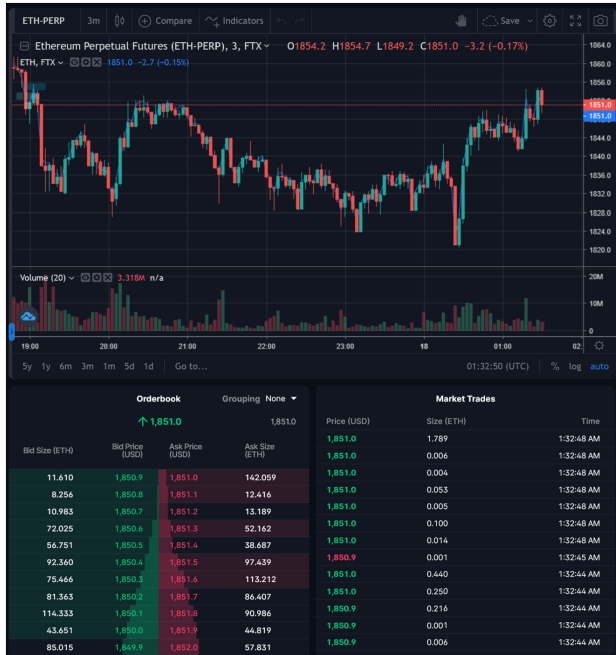 ETH-PERP 3m Compare Indicators Save
Ethereum Perpetual Futures (ETH-PERP), 3, FTX O1854.2 H1854.7 L1849.2 C1851.0 −3.2 (−0.17%)
ETH, FTX 1851.0 −2.7 (−0.15%)
1864.0
1860.0
1856.0
1851.0
1851.0
1844.0
1840.0
1836.0
1832.0
1828.0
1824.0
1820.0
Volume (20) 3.318M n/a
20M
10M
0
19:00 20:00 21:00 22:00 23:00 18 01:00 02:
5y 1y 6m 3m 1m 5d 1d Go to... 01:32:50 (UTC) % log auto
Orderbook Grouping None
↑ 1,851.0 1,851.0
Bid Size (ETH) Bid Price (USD) Ask Price (USD) Ask Size (ETH)
11.610 1,850.9 1,851.0 142.059
8.256 1,850.8 1,851.1 12.416
10.983 1,850.7 1,851.2 13.189
72.025 1,850.6 1,851.3 52.162
56.751 1,850.5 1,851.4 38.687
92.360 1,850.4 1,851.5 97.439
75.466 1,850.3 1,851.6 113.212
81.363 1,850.2 1,851.7 86.407
114.333 1,850.1 1,851.8 90.986
43.651 1,850.0 1,851.9 44.819
85.015 1,849.9 1,852.0 57.831
Market Trades
Price (USD) Size (ETH) Time
1,851.0 1.789 1:32:48 AM
1,851.0 0.006 1:32:48 AM
1,851.0 0.004 1:32:48 AM
1,851.0 0.053 1:32:48 AM
1,851.0 0.005 1:32:48 AM
1,851.0 0.100 1:32:48 AM
1,851.0 0.014 1:32:48 AM
1,850.9 0.001 1:32:45 AM
1,851.0 0.440 1:32:44 AM
1,851.0 0.250 1:32:44 AM
1,850.9 0.216 1:32:44 AM
1,850.9 0.001 1:32:44 AM
1,850.9 0.006 1:32:44 AM